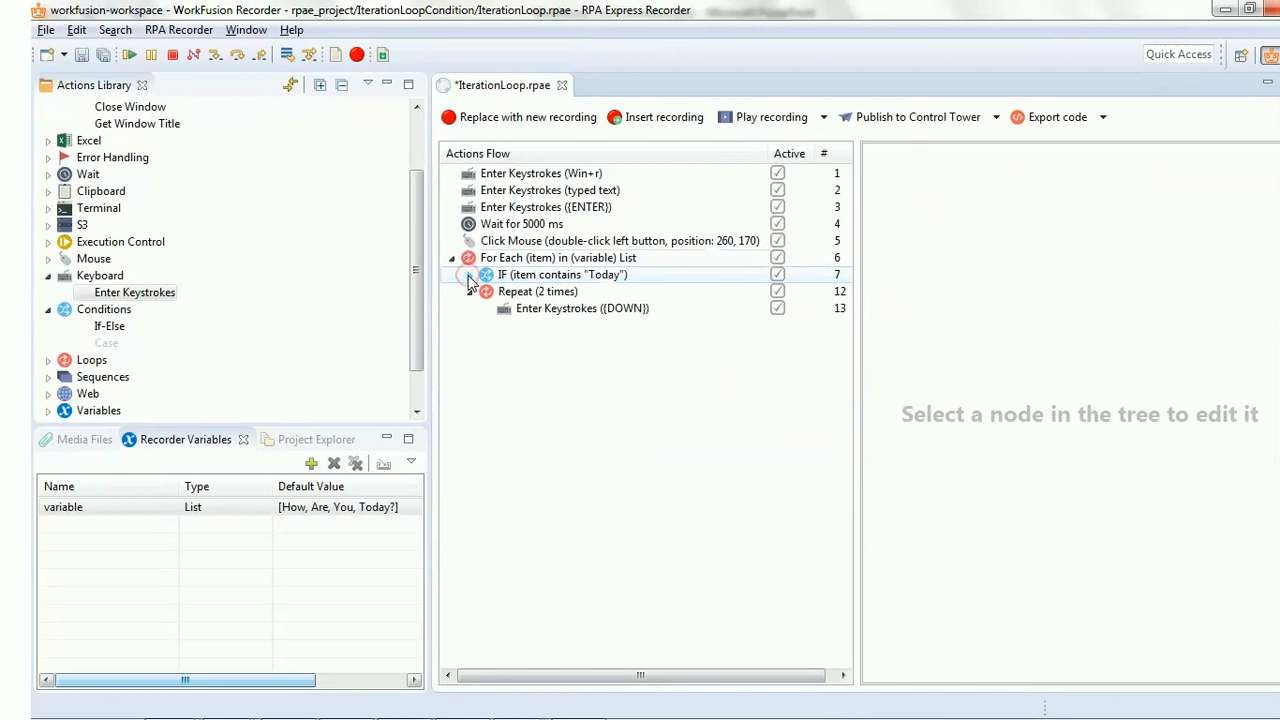 workfusion-workspace - WorkFusion Recorder - rpae_project/IterationLoopCondition/IterationLoop.rpae - RPA Express Recorder
File Edit Search RPA Recorder Window Help
Quick Access
Actions Library
Close Window
Get Window Title
Excel
Error Handling
Wait
Clipboard
Terminal
S3
Execution Control
Mouse
Keyboard
Enter Keystrokes
Conditions
If-Else
Case
Loops
Sequences
Web
Variables
Media Files Recorder Variables Project Explorer
Name Type Default Value
variable List [How, Are, You, Today?]
*IterationLoop.rpae
Replace with new recording Insert recording Play recording Publish to Control Tower Export code
Actions Flow Active #
Enter Keystrokes (Win+r) 1
Enter Keystrokes (typed text) 2
Enter Keystrokes ({ENTER}) 3
Wait for 5000 ms 4
Click Mouse (double-click left button, position: 260, 170) 5
For Each (item) in (variable) List 6
IF (item contains "Today") 7
Repeat (2 times) 12
Enter Keystrokes ({DOWN}) 13
Select a node in the tree to edit it